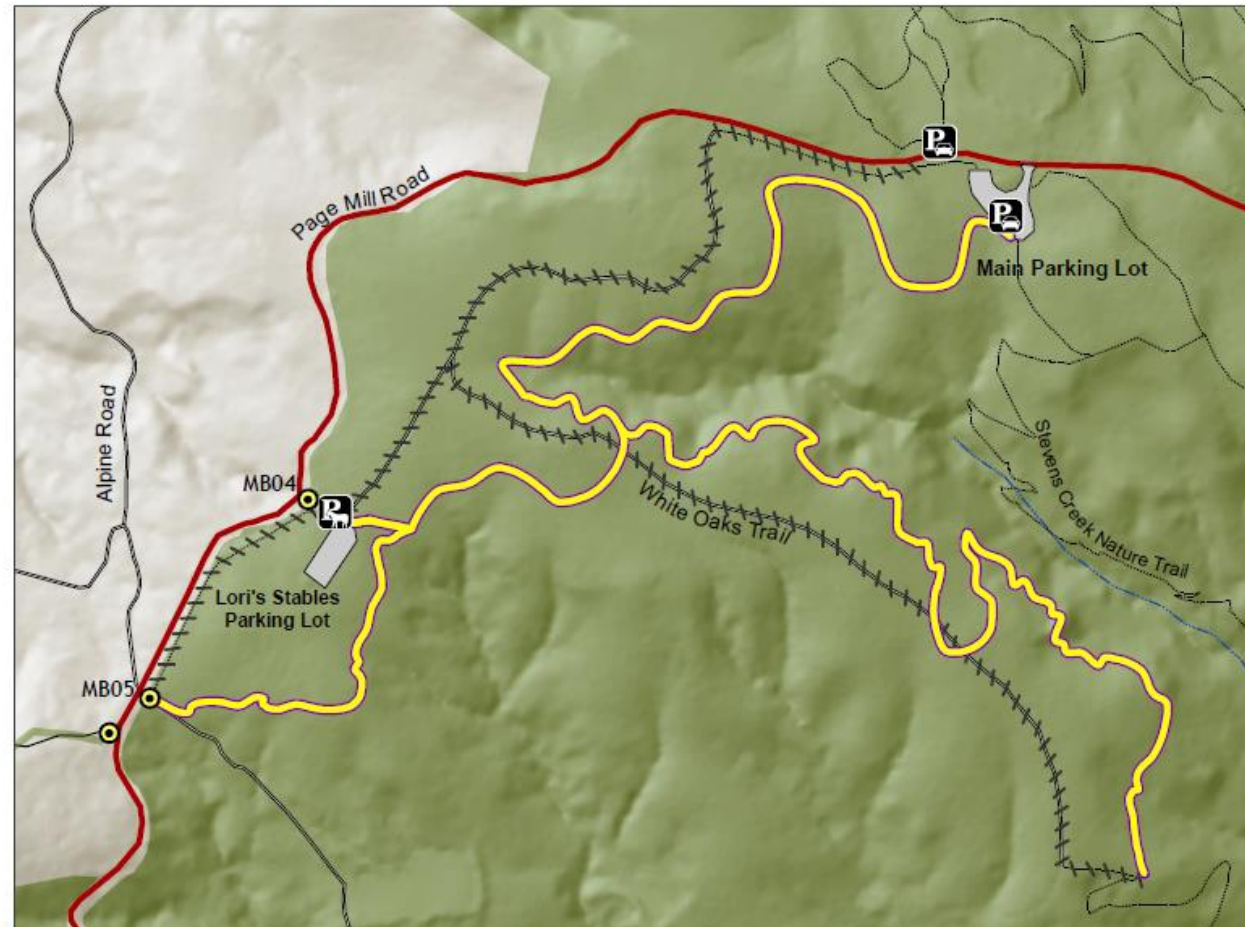 P
Page Mill Road
P
Main Parking Lot
Alpine Road
Stevens Creek Nature Trail
MB04
P
White Oaks Trail
Lori's Stables
Parking Lot
MB05